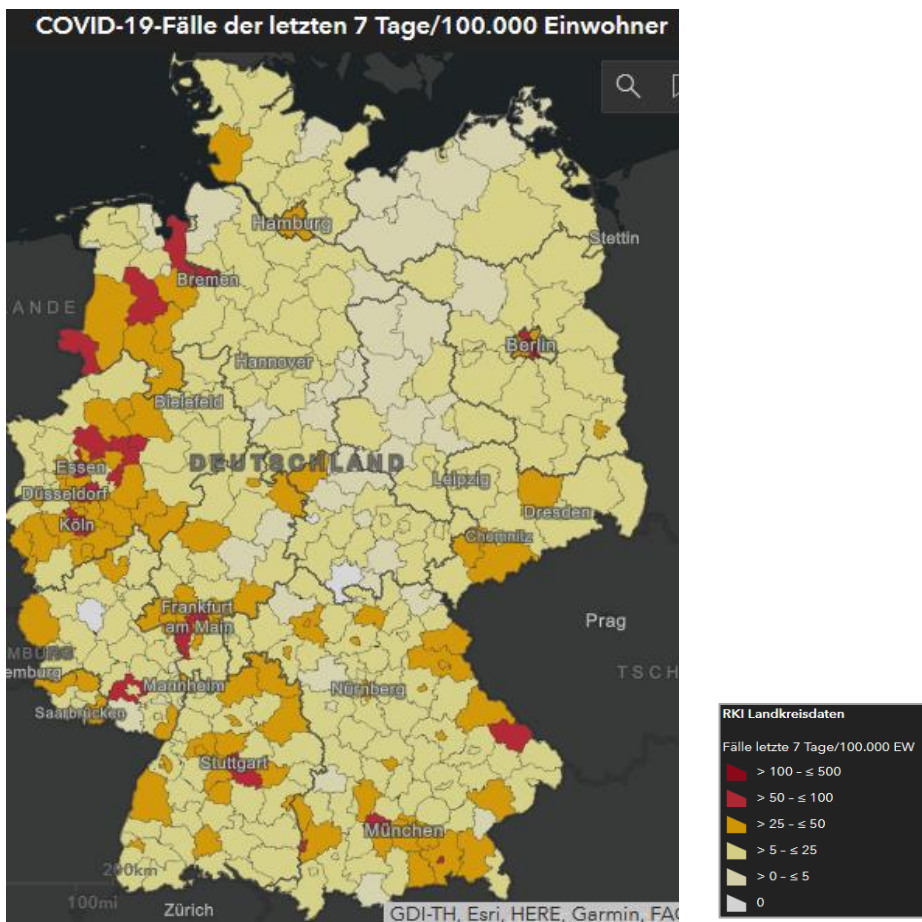 COVID-19-Fälle der letzten 7 Tage/100.000 Einwohner
Hamburg
Stettin
Bremen
ANDE
Berlin
Hannover
Bielefeld
Essen
DEUTSCHLAND
Leipzig
Düsseldorf
Dresden
Köln
Chemnitz
Frankfurt
am Main
Prag
MBURG
emburg
TSCH
Mannheim
Nürnberg
Saarbrücken
Stuttgart
München
200km
100mi
Zürich
GDI-TH, Esri, HERE, Garmin, FAO
RKI Landkreisdaten
Fälle letzte 7 Tage/100.000 EW
> 100 - ≤ 500
> 50 - ≤ 100
> 25 - ≤ 50
> 5 - ≤ 25
> 0 - ≤ 5
0